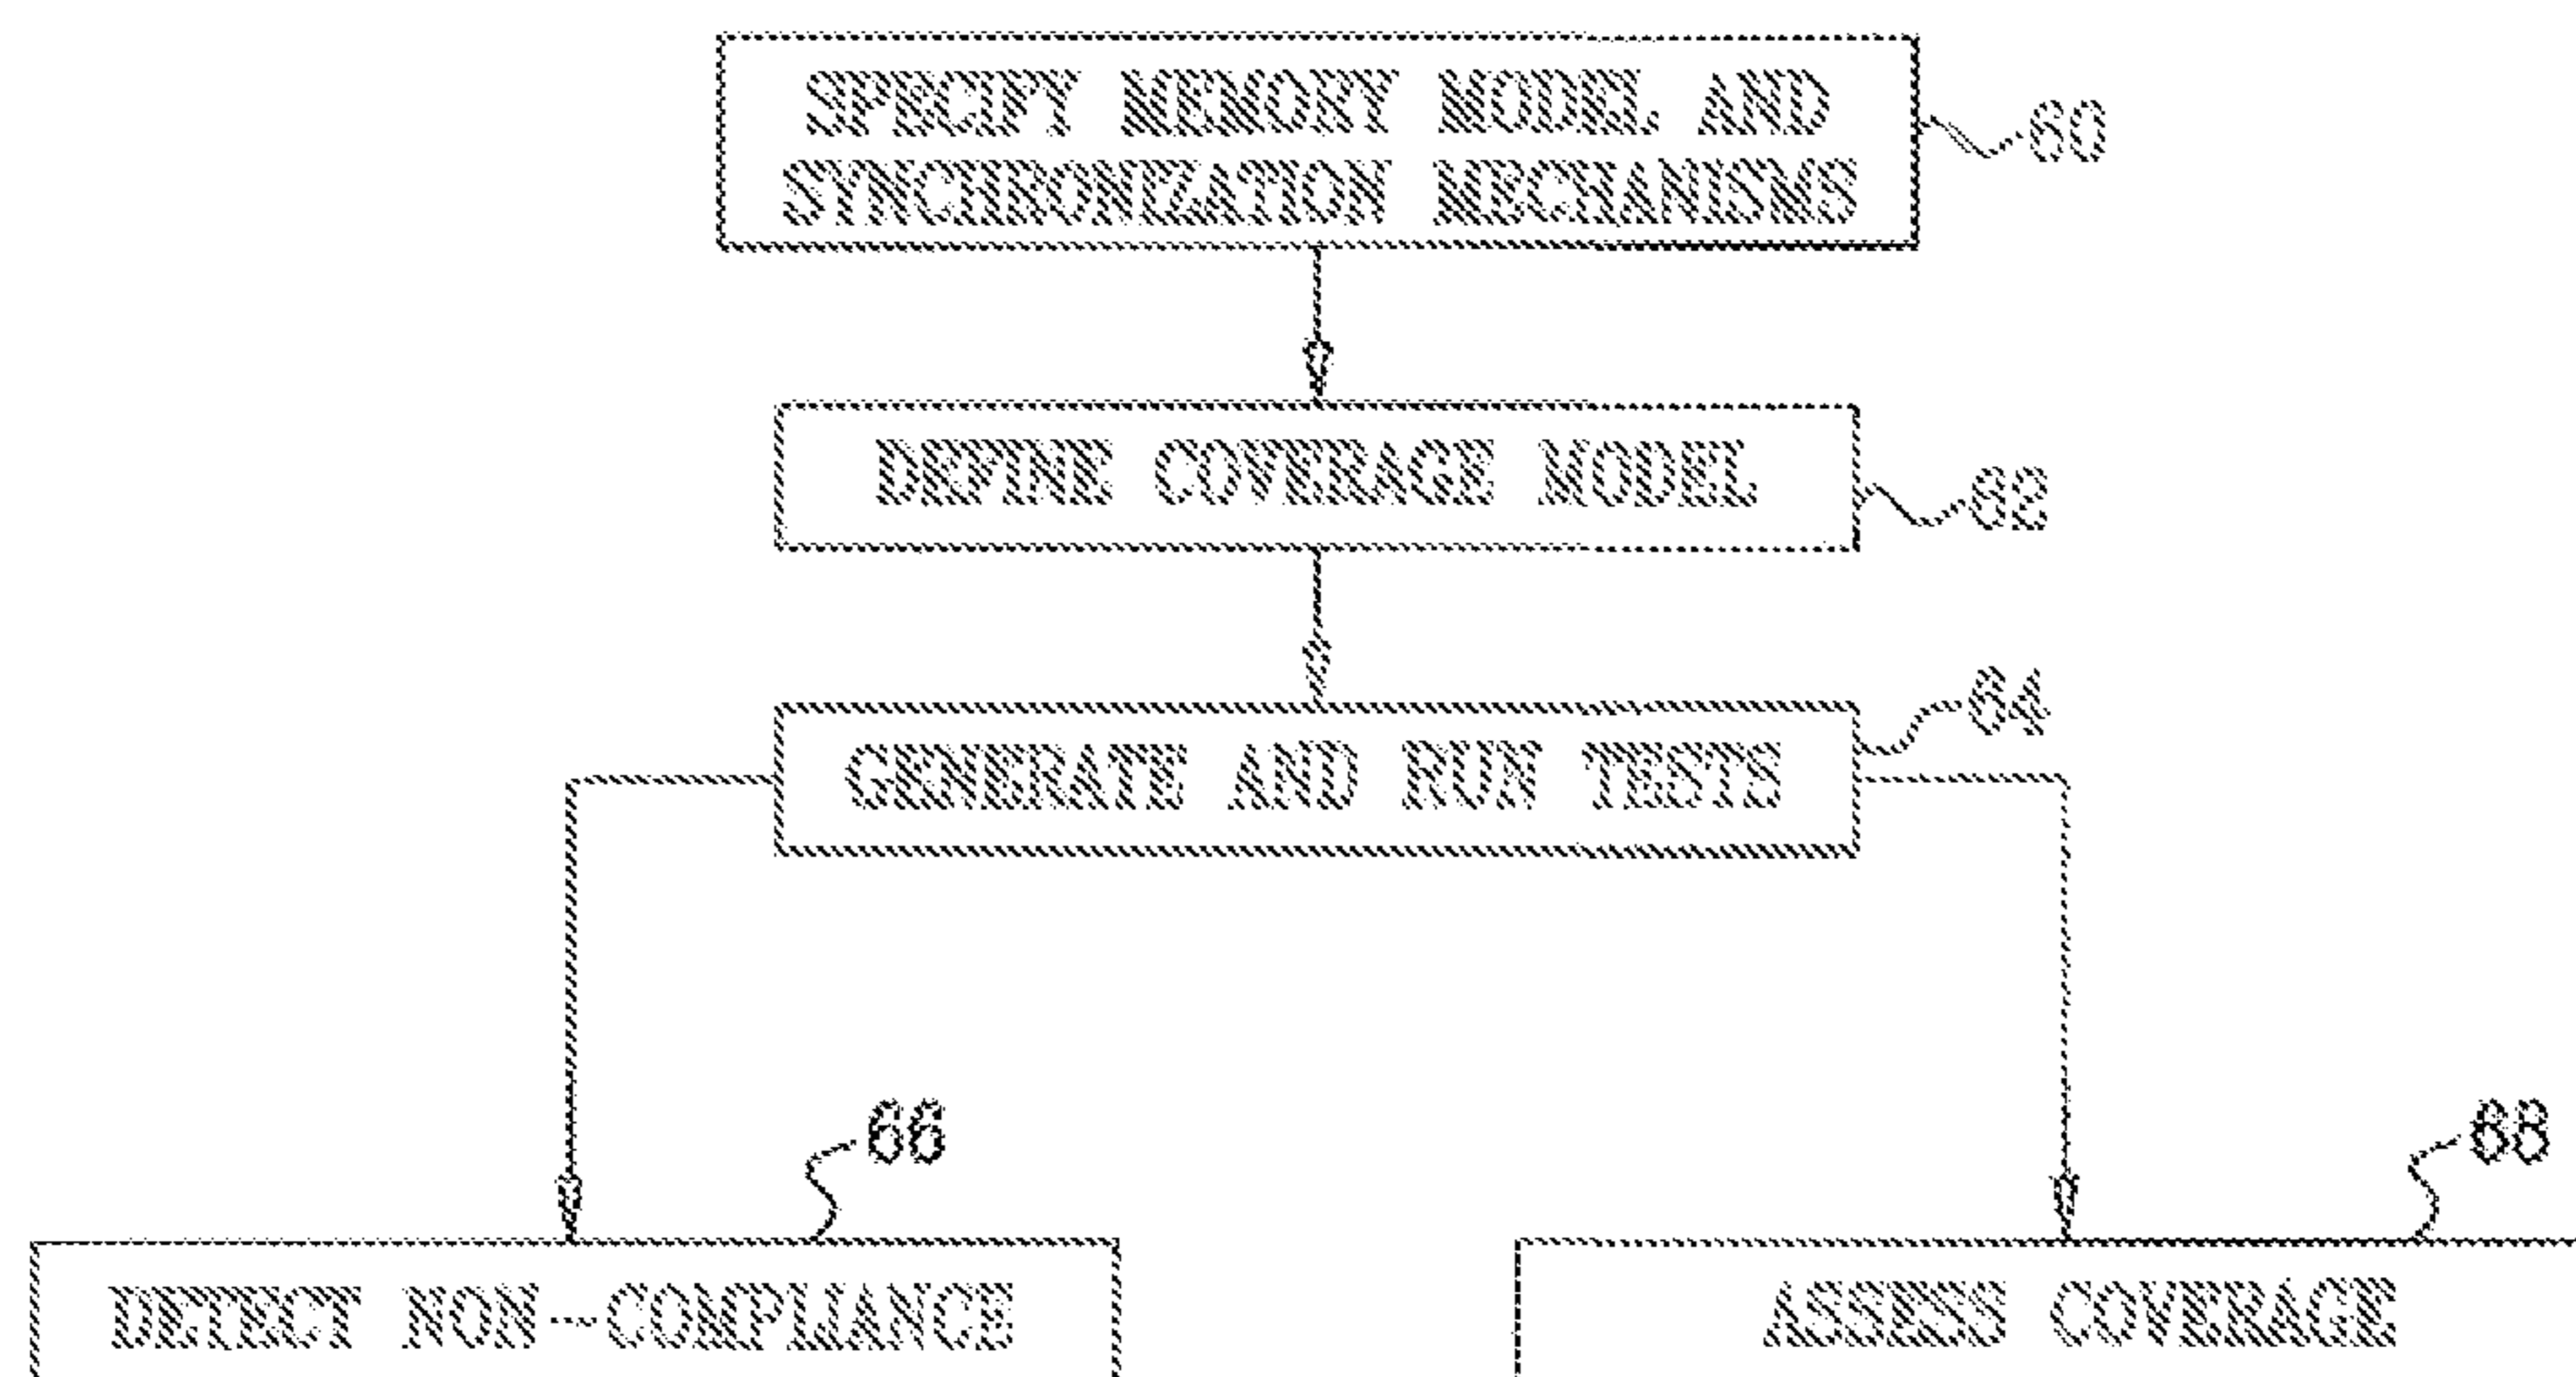 SPECIFY MEMORY MODEL AND
SYNCHRONIZATION MECHANISMS
60
DEFINE COVERAGE MODEL
62
64
GENERATE AND RUN TESTS
66
68
DETECT NON-COMPLIANCE
ASSESS COVERAGE